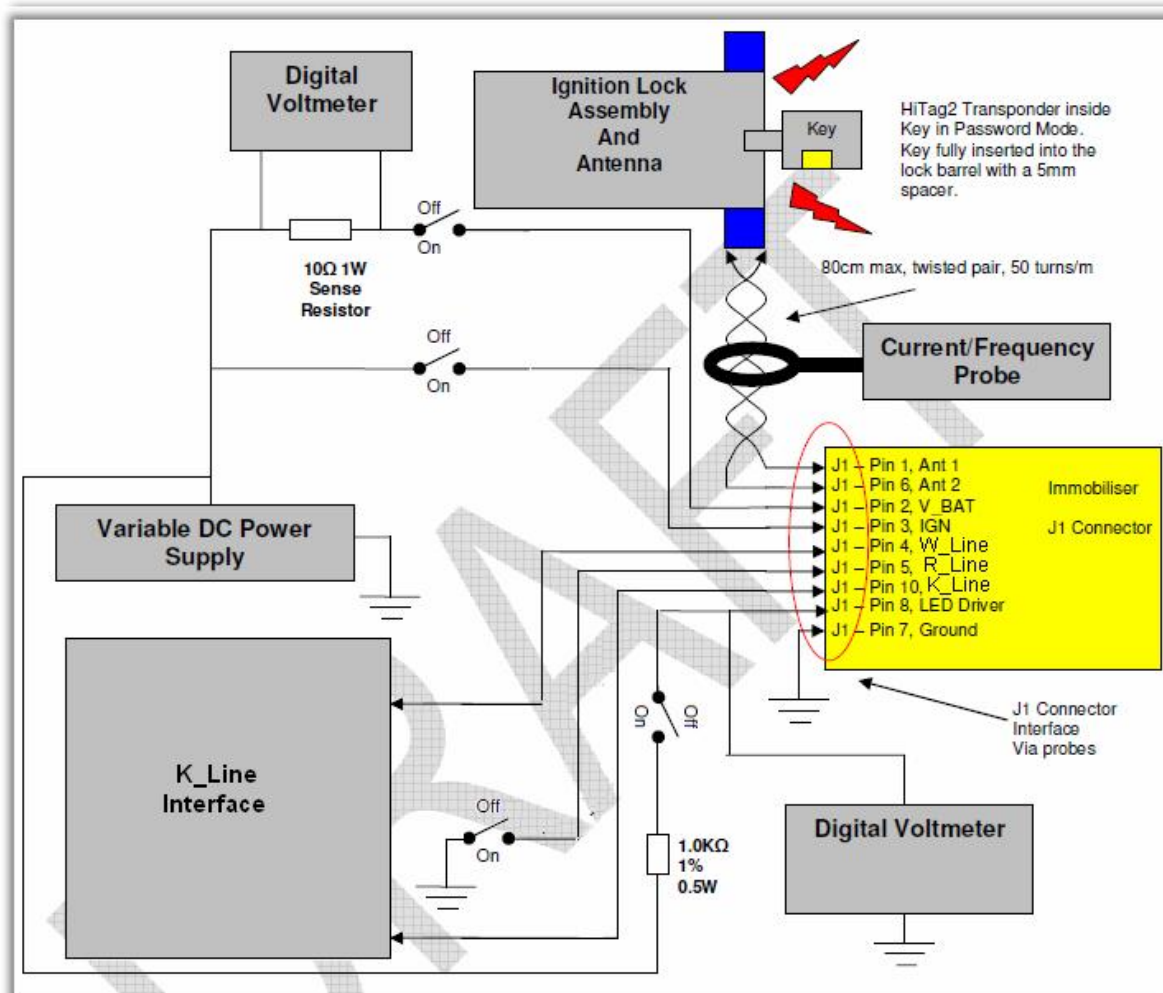 Digital
Voltmeter
Ignition Lock
Assembly
And
Antenna
Key
HiTag2 Transponder inside
Key in Password Mode.
Key fully inserted into the
lock barrel with a 5mm
spacer.
Off
On
10Ω 1W
Sense
Resistor
80cm max, twisted pair, 50 turns/m
Off
On
Current/Frequency
Probe
J1 – Pin 1, Ant 1
J1 – Pin 6, Ant 2
J1 – Pin 2, V_BAT
J1 – Pin 3, IGN
J1 – Pin 4, W_Line
J1 – Pin 5, R_Line
J1 – Pin 10, K_Line
J1 – Pin 8, LED Driver
J1 – Pin 7, Ground
Immobiliser
J1 Connector
Variable DC Power
Supply
On
Off
J1 Connector
Interface
Via probes
K_Line
Interface
Off
On
1.0KΩ
1%
0.5W
Digital Voltmeter
DRAFT